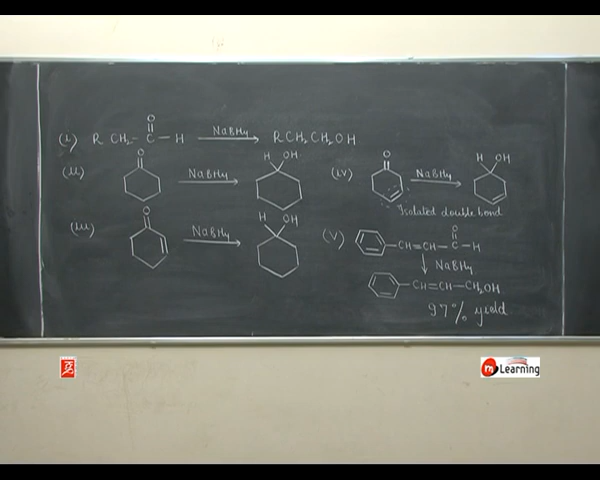 (i) R CH2 - C - H NaBH4 RCH2CH2OH
O
(ii) O NaBH4 H OH
(iii) O NaBH4 H OH
(iv) O NaBH4 H OH
Isolated double bond
(v) CH=CH-C-H
O
NaBH4
CH=CH-CH2OH
97% yield
m Learning